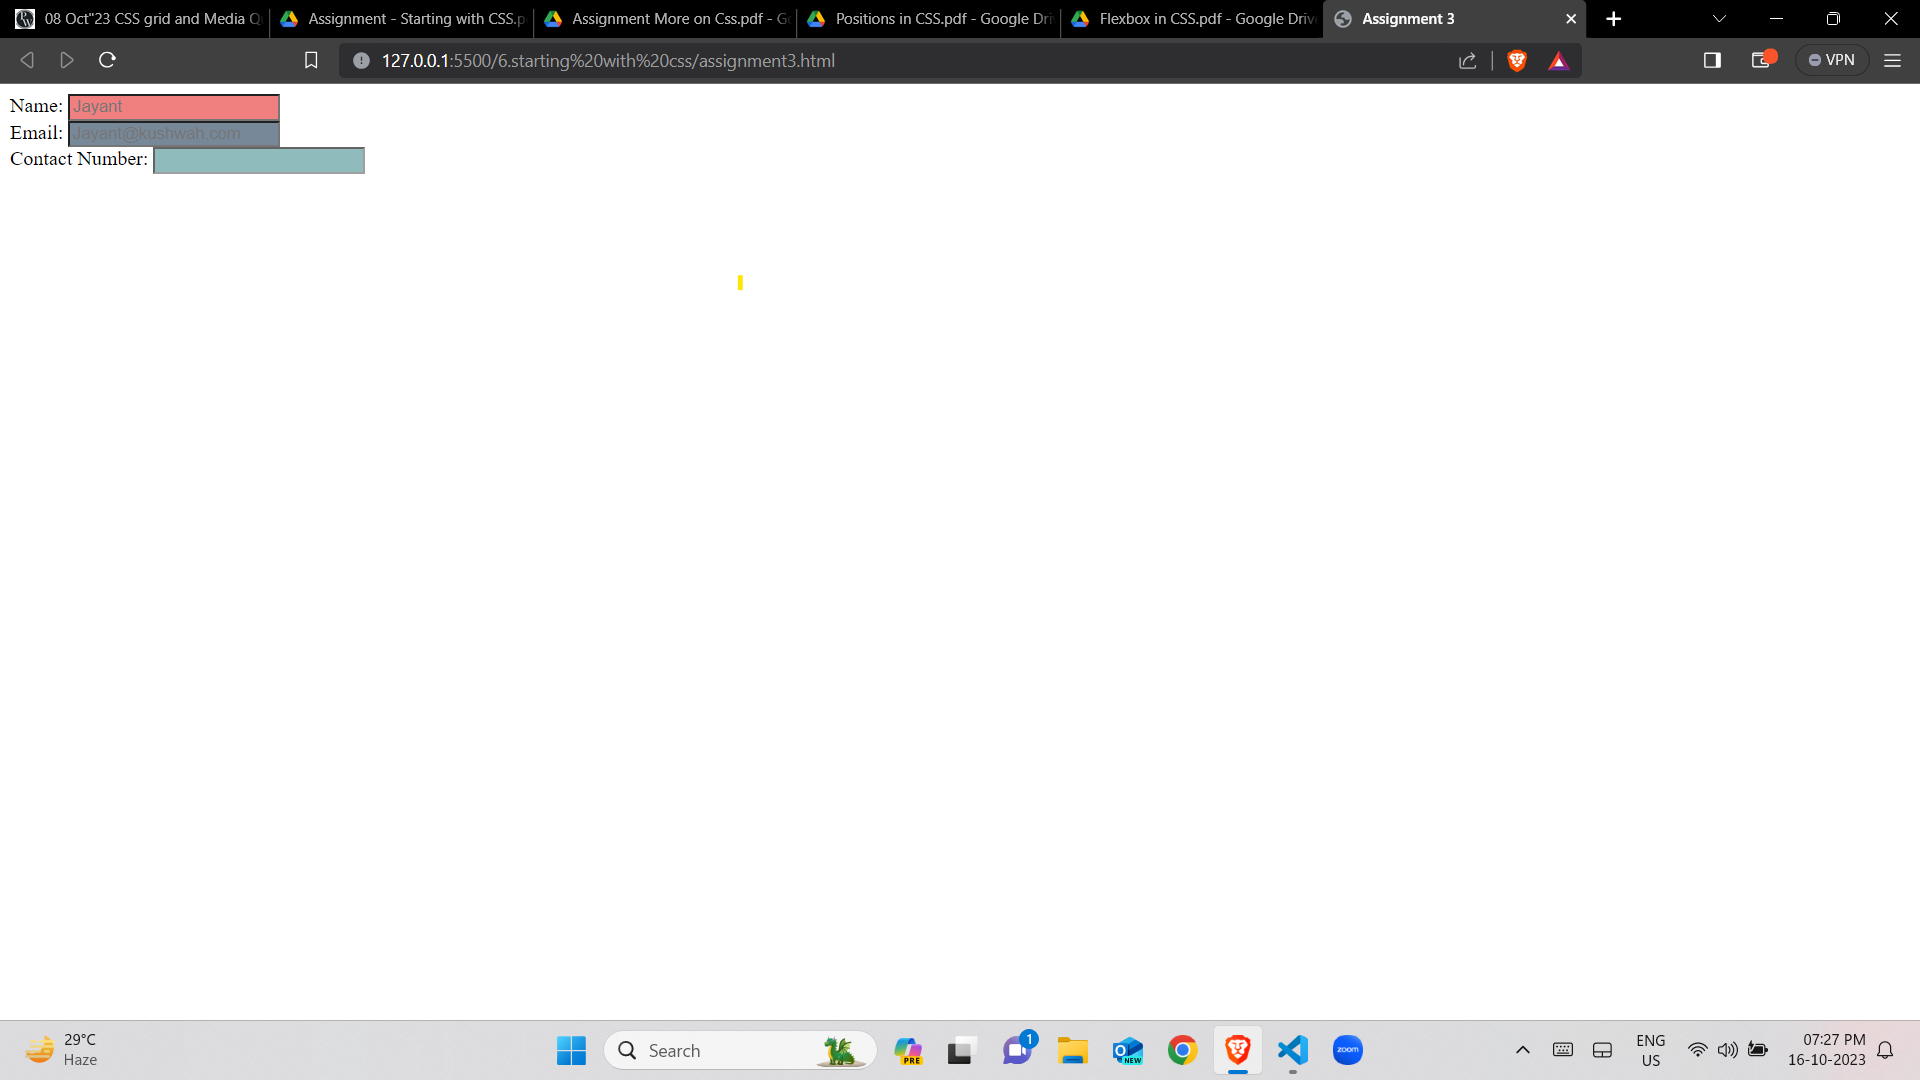 08 Oct"23 CSS grid and Media Q
Assignment - Starting with CSS.p
Assignment More on Css.pdf - G
Positions in CSS.pdf - Google Dri
Flexbox in CSS.pdf - Google Driv
Assignment 3
127.0.0.1:5500/6.starting%20with%20css/assignment3.html
VPN
Name: Jayant
Email: Jayant@kushwah.com
Contact Number:
29°C
Haze
Search
PRE
1
NEW
zoom
ENG
US
07:27 PM
16-10-2023